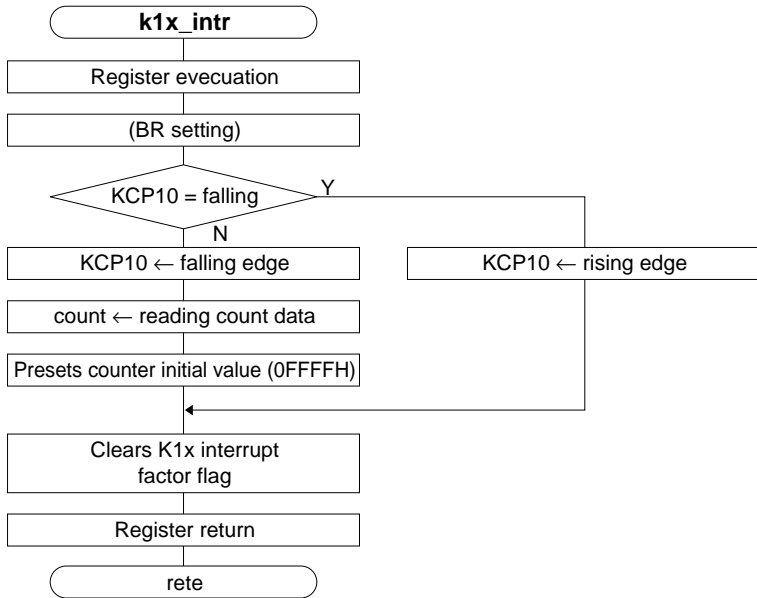 k1x_intr
Register evecuation
(BR setting)
KCP10 = falling
Y
N
KCP10 ← falling edge
KCP10 ← rising edge
count ← reading count data
Presets counter initial value (0FFFFH)
Clears K1x interrupt
factor flag
Register return
rete